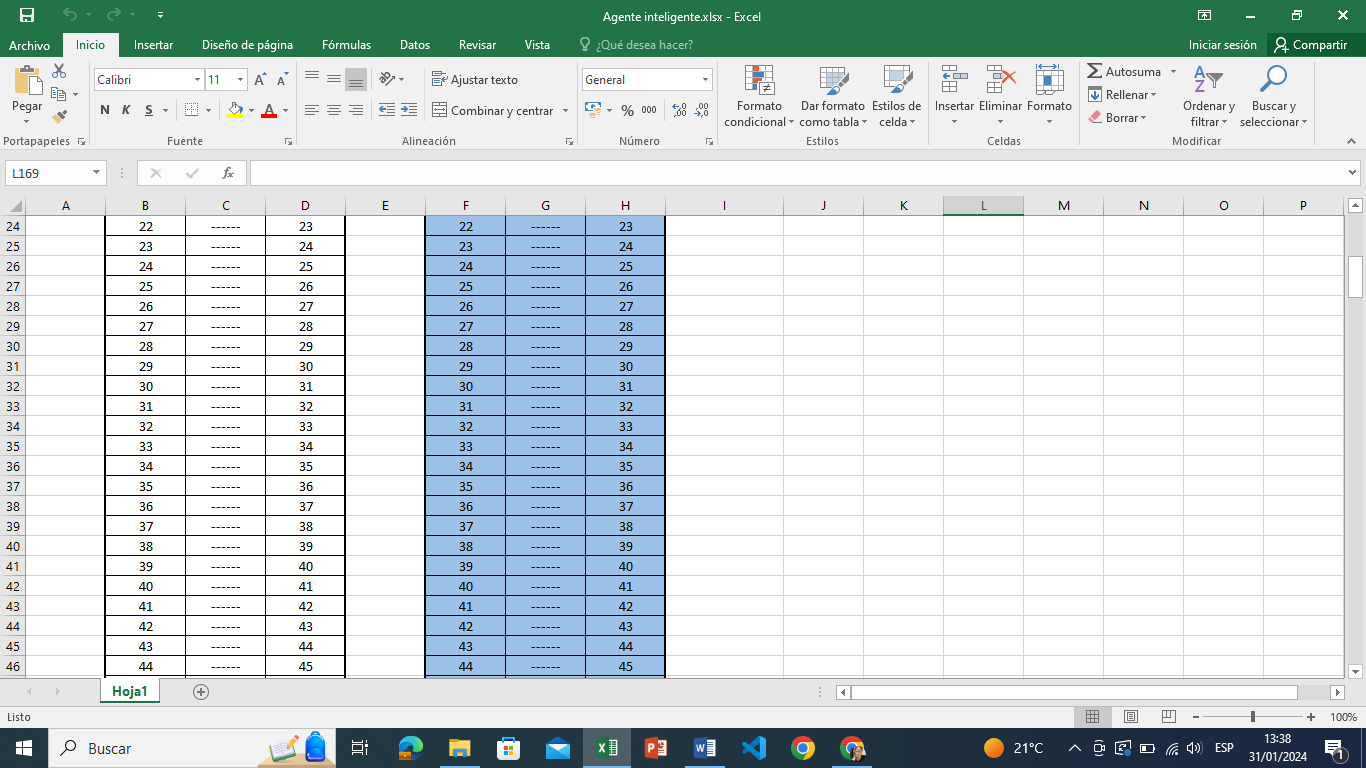 Agente inteligente.xlsx - Excel
Archivo Inicio Insertar Diseño de página Fórmulas Datos Revisar Vista ¿Qué desea hacer? Iniciar sesión Compartir
Pegar
Portapapeles
Calibri 11
N K S
Fuente
Ajustar texto
Combinar y centrar
Alineación
General
% 000
Número
Formato condicional
Dar formato como tabla
Estilos de celda
Estilos
Insertar Eliminar Formato
Celdas
Autosuma
Rellenar
Borrar
Ordenar y filtrar
Buscar y seleccionar
Modificar
L169 fx
A B C D E F G H I J K L M N O P
24 22 ------ 23 22 ------ 23
25 23 ------ 24 23 ------ 24
26 24 ------ 25 24 ------ 25
27 25 ------ 26 25 ------ 26
28 26 ------ 27 26 ------ 27
29 27 ------ 28 27 ------ 28
30 28 ------ 29 28 ------ 29
31 29 ------ 30 29 ------ 30
32 30 ------ 31 30 ------ 31
33 31 ------ 32 31 ------ 32
34 32 ------ 33 32 ------ 33
35 33 ------ 34 33 ------ 34
36 34 ------ 35 34 ------ 35
37 35 ------ 36 35 ------ 36
38 36 ------ 37 36 ------ 37
39 37 ------ 38 37 ------ 38
40 38 ------ 39 38 ------ 39
41 39 ------ 40 39 ------ 40
42 40 ------ 41 40 ------ 41
43 41 ------ 42 41 ------ 42
44 42 ------ 43 42 ------ 43
45 43 ------ 44 43 ------ 44
46 44 ------ 45 44 ------ 45
Hoja1
Listo 100%
Buscar 21°C ESP 13:38
31/01/2024 1